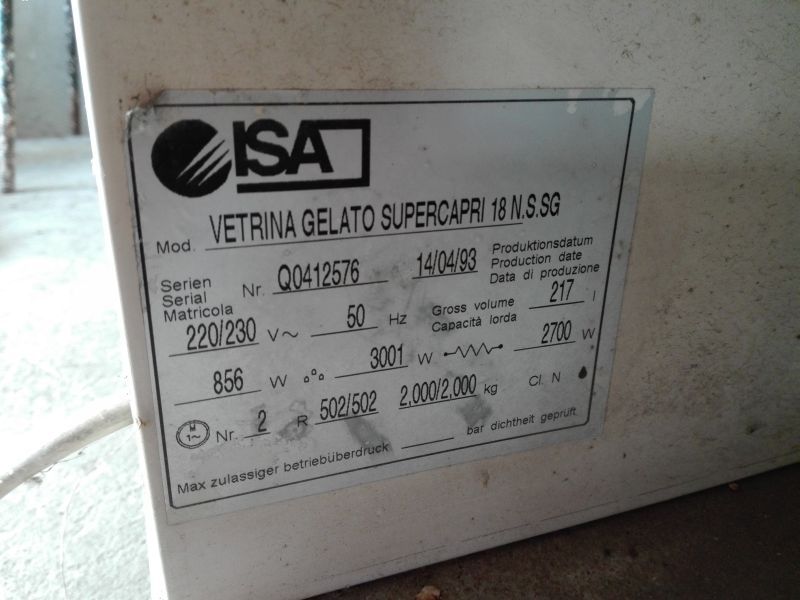 ISA
Mod. VETRINA GELATO SUPERCAPRI 18 N.S.SG
Serien
Serial Nr. Q0412576 14/04/93
Matricola
Produktionsdatum
Production date
Data di produzione
220/230 V~ 50 Hz
Gross volume
Capacità lorda
217 l
856 W 3001 W 2700 W
M
1~
Nr. 2 R 502/502 2,000/2,000 kg Cl. N
Max zulassiger betriebüberdruck bar dichtheit geprüft